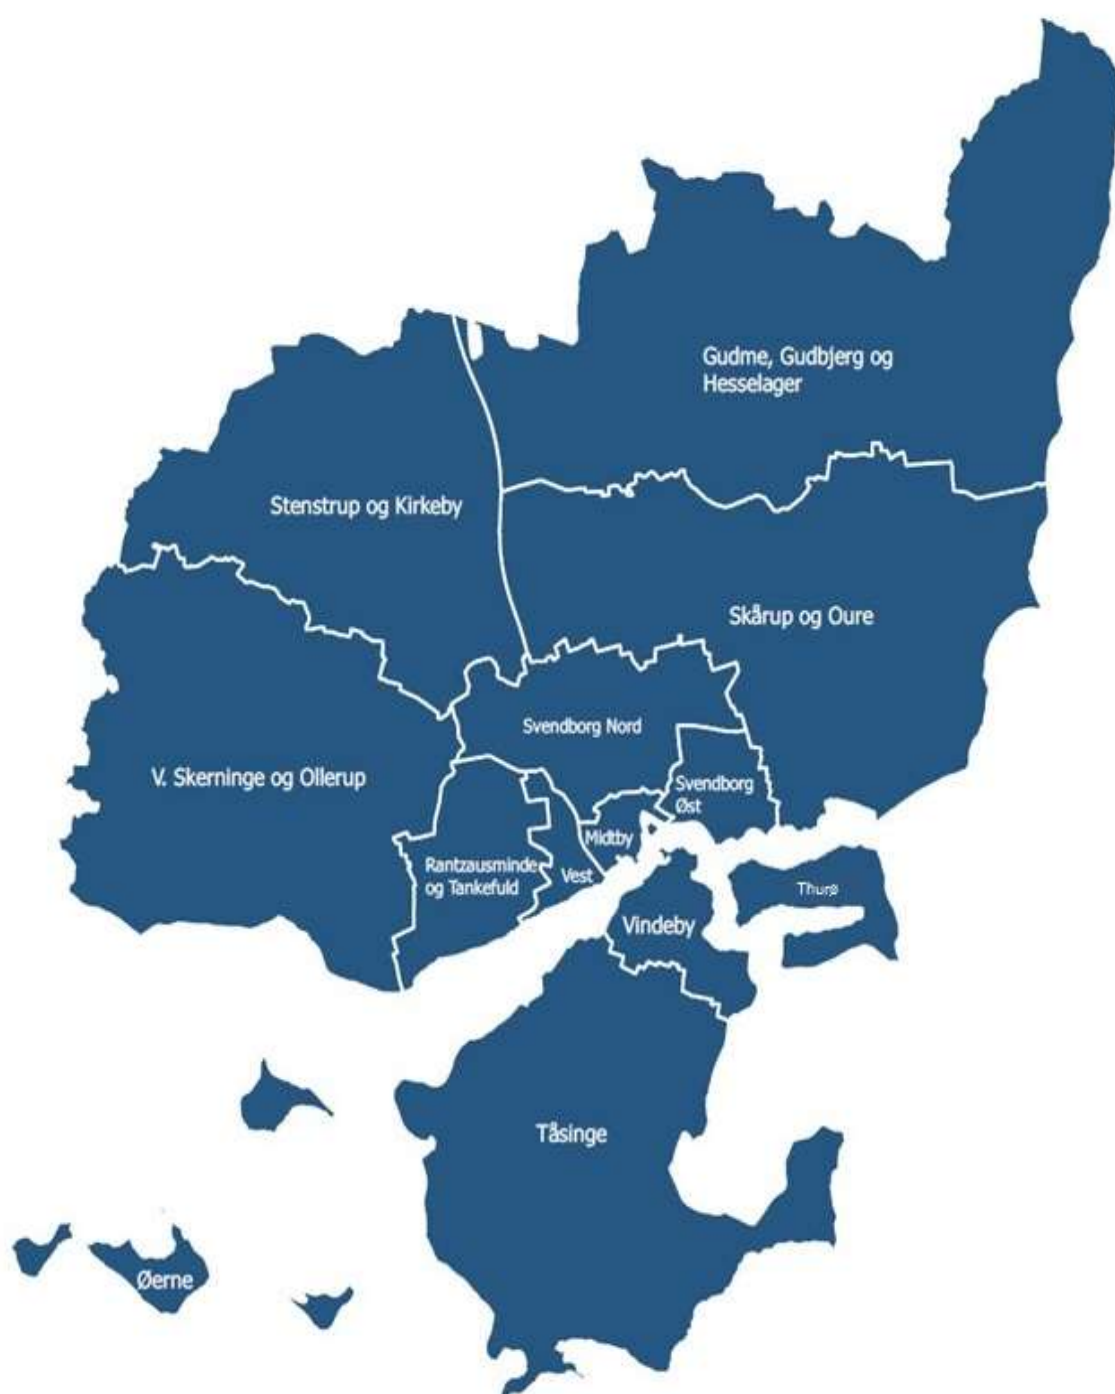 Gudme, Gudbjerg og
Hesselager
Stenstrup og Kirkeby
Skårup og Oure
Svendborg Nord
V. Skerninge og Ollerup
Svendborg
Øst
Midtby
Rantzausminde
og Tankefuld
Vest
Thurø
Vindeby
Tåsinge
Øerne